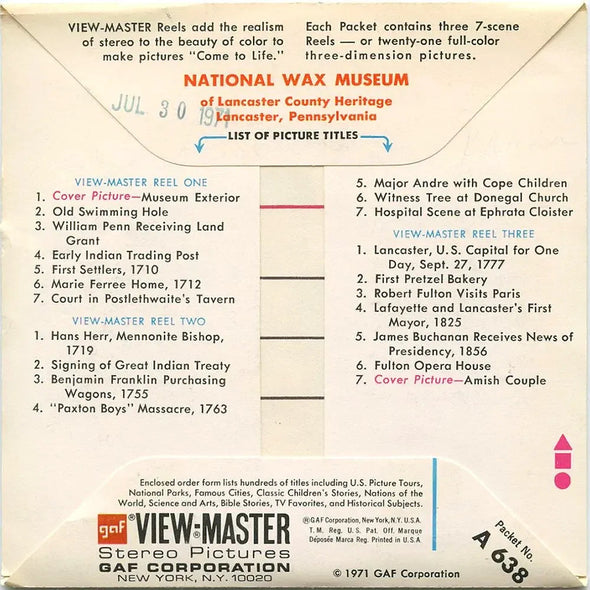 VIEW-MASTER Reels add the realism
of stereo to the beauty of color to
make pictures "Come to Life."
Each Packet contains three 7-scene
Reels — or twenty-one full-color
three-dimension pictures.
NATIONAL WAX MUSEUM
of Lancaster County Heritage
Lancaster, Pennsylvania
JUL 30 1971
LIST OF PICTURE TITLES
VIEW-MASTER REEL ONE
1. Cover Picture—Museum Exterior
2. Old Swimming Hole
3. William Penn Receiving Land
Grant
4. Early Indian Trading Post
5. First Settlers, 1710
6. Marie Ferree Home, 1712
7. Court in Postlethwaite's Tavern
VIEW-MASTER REEL TWO
1. Hans Herr, Mennonite Bishop,
1719
2. Signing of Great Indian Treaty
3. Benjamin Franklin Purchasing
Wagons, 1755
4. "Paxton Boys" Massacre, 1763
5. Major Andre with Cope Children
6. Witness Tree at Donegal Church
7. Hospital Scene at Ephrata Cloister
VIEW-MASTER REEL THREE
1. Lancaster, U.S. Capital for One
Day, Sept. 27, 1777
2. First Pretzel Bakery
3. Robert Fulton Visits Paris
4. Lafayette and Lancaster's First
Mayor, 1825
5. James Buchanan Receives News of
Presidency, 1856
6. Fulton Opera House
7. Cover Picture—Amish Couple
Enclosed order form lists hundreds of titles including U.S. Picture Tours,
National Parks, Famous Cities, Classic Children's Stories, Nations of the
World, Science and Arts, Bible Stories, TV Favorites, and Historical Subjects.
gaf ®VIEW-MASTER
Stereo Pictures
GAF CORPORATION
NEW YORK, N.Y. 10020
®GAF Corporation, New York, N.Y. U.S.A.
T.M. Reg. U.S. Pat. Off. Marque
Déposée Marca Reg. Printed in U.S.A
© 1971 GAF Corporation
Packet No.
A 638